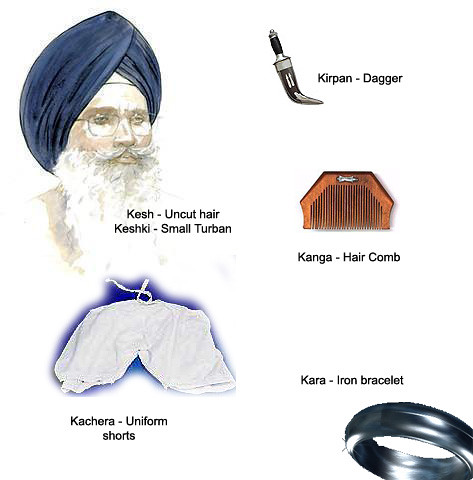 Kirpan - Dagger
Kesh - Uncut hair
Keshki - Small Turban
Kanga - Hair Comb
Kara - Iron bracelet
Kachera - Uniform
shorts